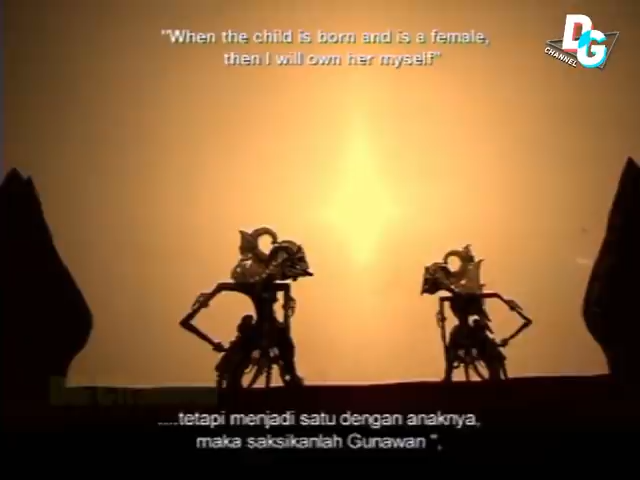 "When the child is born and is a female,
then I will own her myself"
DG
CHANNEL
....tetapi menjadi satu dengan anaknya,
maka saksikanlah Gunawan ",